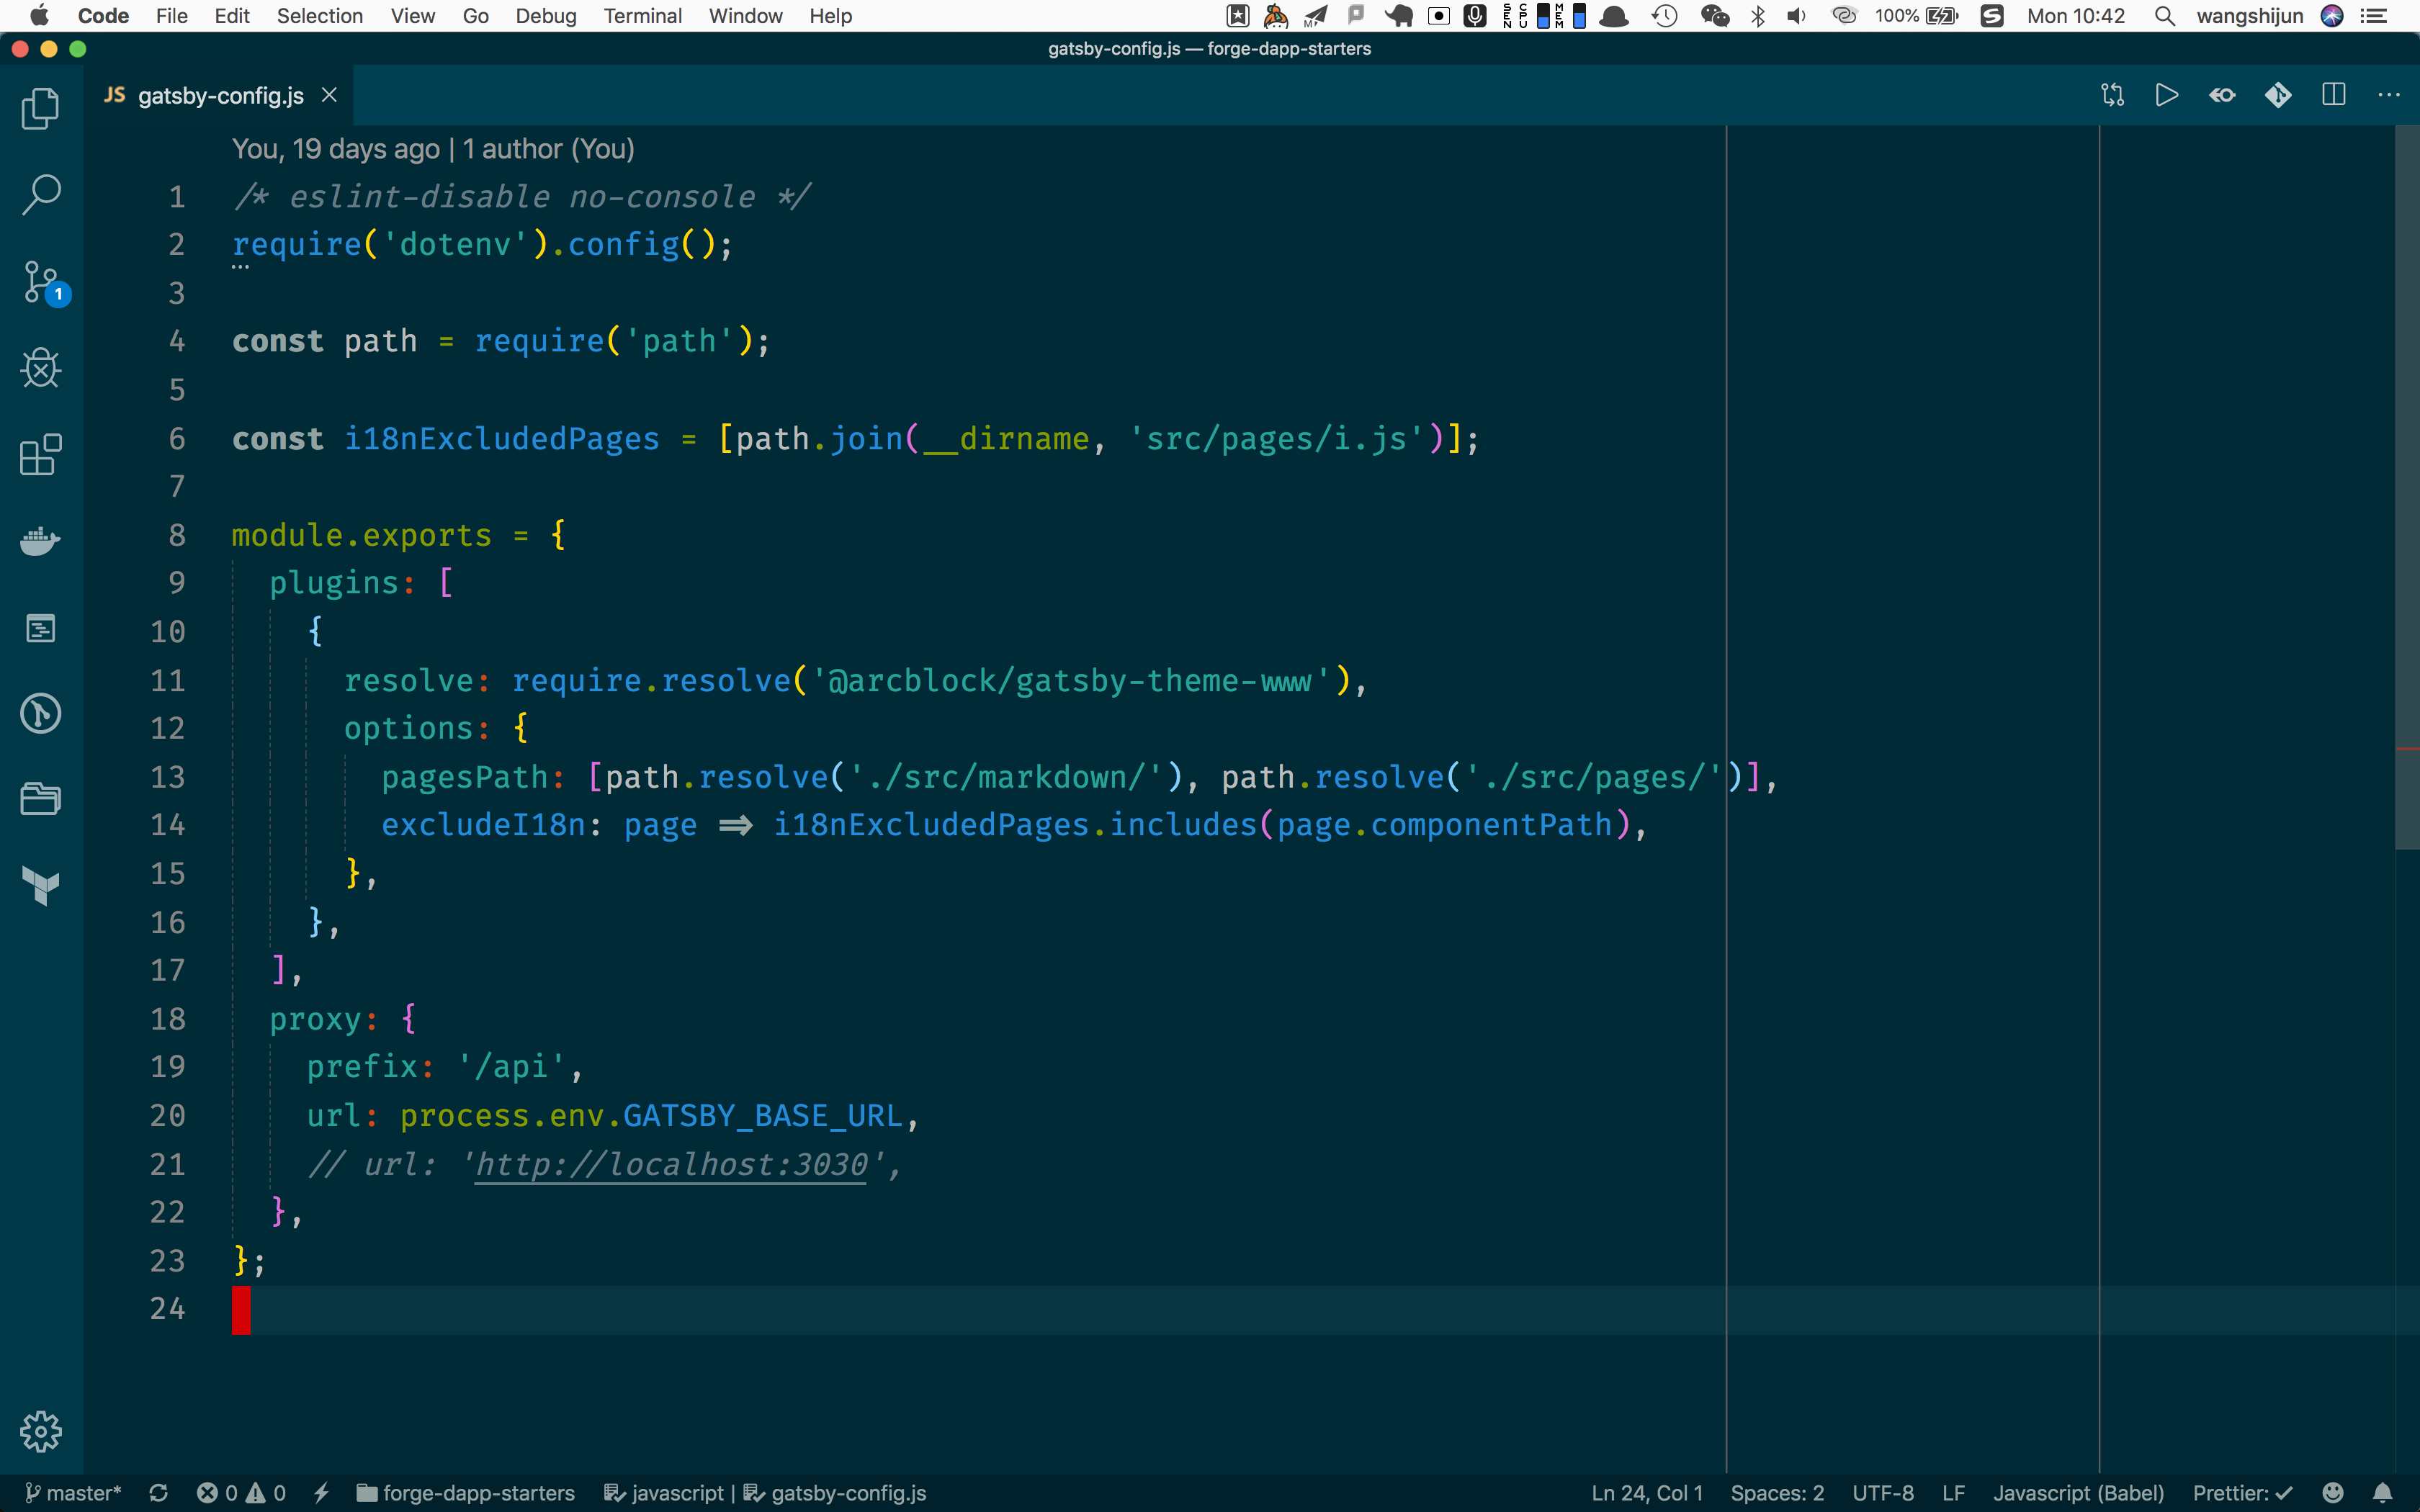 Code File Edit Selection View Go Debug Terminal Window Help SEN CPU MEM 100% Mon 10:42 wangshijun
gatsby-config.js — forge-dapp-starters
JS gatsby-config.js
You, 19 days ago | 1 author (You)
1 /* eslint-disable no-console */
2 require('dotenv').config();
3
4 const path = require('path');
5
6 const i18nExcludedPages = [path.join(__dirname, 'src/pages/i.js')];
7
8 module.exports = {
9 plugins: [
10 {
11 resolve: require.resolve('@arcblock/gatsby-theme-www'),
12 options: {
13 pagesPath: [path.resolve('./src/markdown/'), path.resolve('./src/pages/')],
14 excludeI18n: page => i18nExcludedPages.includes(page.componentPath),
15 },
16 },
17 ],
18 proxy: {
19 prefix: '/api',
20 url: process.env.GATSBY_BASE_URL,
21 // url: 'http://localhost:3030',
22 },
23 };
24
1
master* 0 0 forge-dapp-starters javascript | gatsby-config.js Ln 24, Col 1 Spaces: 2 UTF-8 LF Javascript (Babel) Prettier: ✓